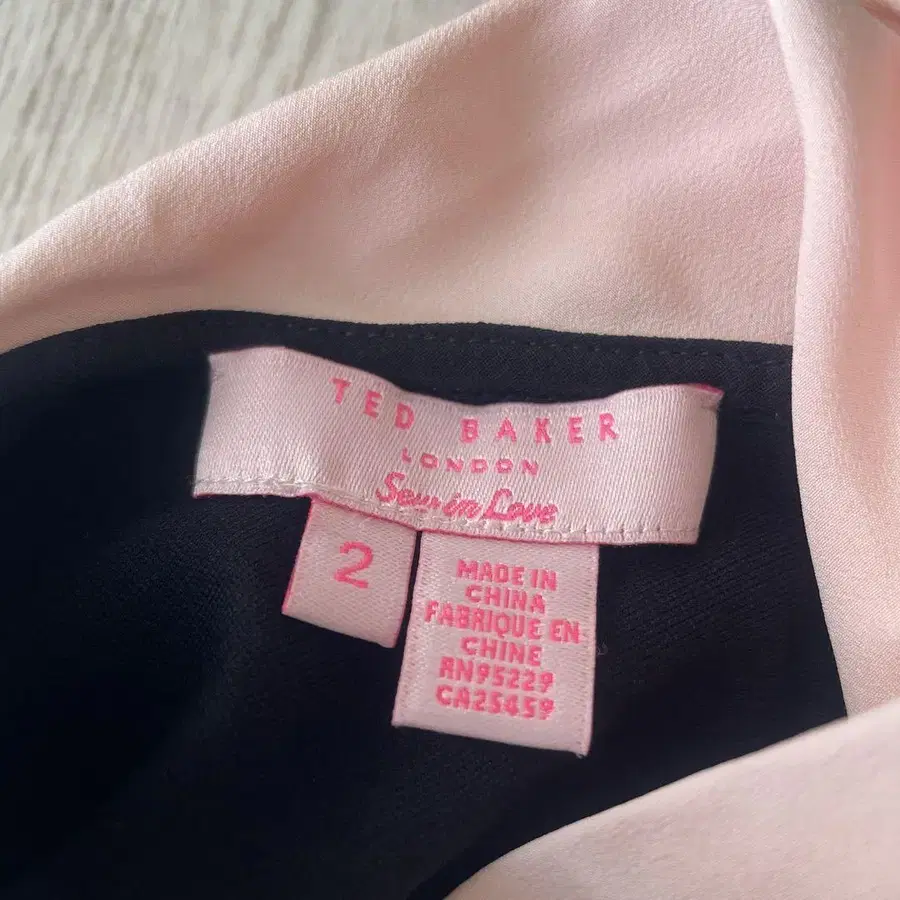 TED BAKER
LONDON
Sew in Love
2
MADE IN
CHINA
FABRIQUE EN
CHINE
RN95229
CA25459